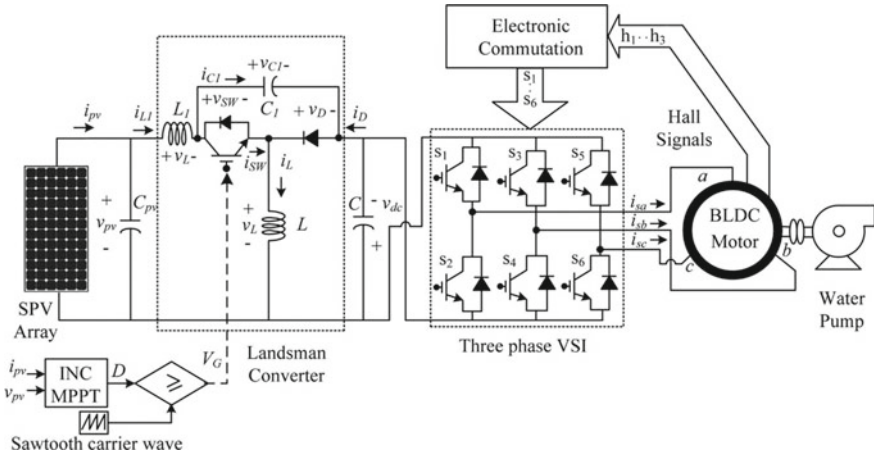 Electronic
Commutation
h1··h3
s1
:
s6
Hall
Signals
iC1
+vC1-
C1
ipv
iL1
L1
+vSW-
+ vD-
iD
+vL-
iSW
iL
s1
s3
s5
a
isa
isb
isc
BLDC
Motor
b
c
+
vpv
-
Cpv
+
vL
-
L
C
-
vdc
+
s2
s4
s6
SPV
Array
Water
Pump
Three phase VSI
VG
Landsman
Converter
ipv
vpv
INC
MPPT
D
≥
Sawtooth carrier wave